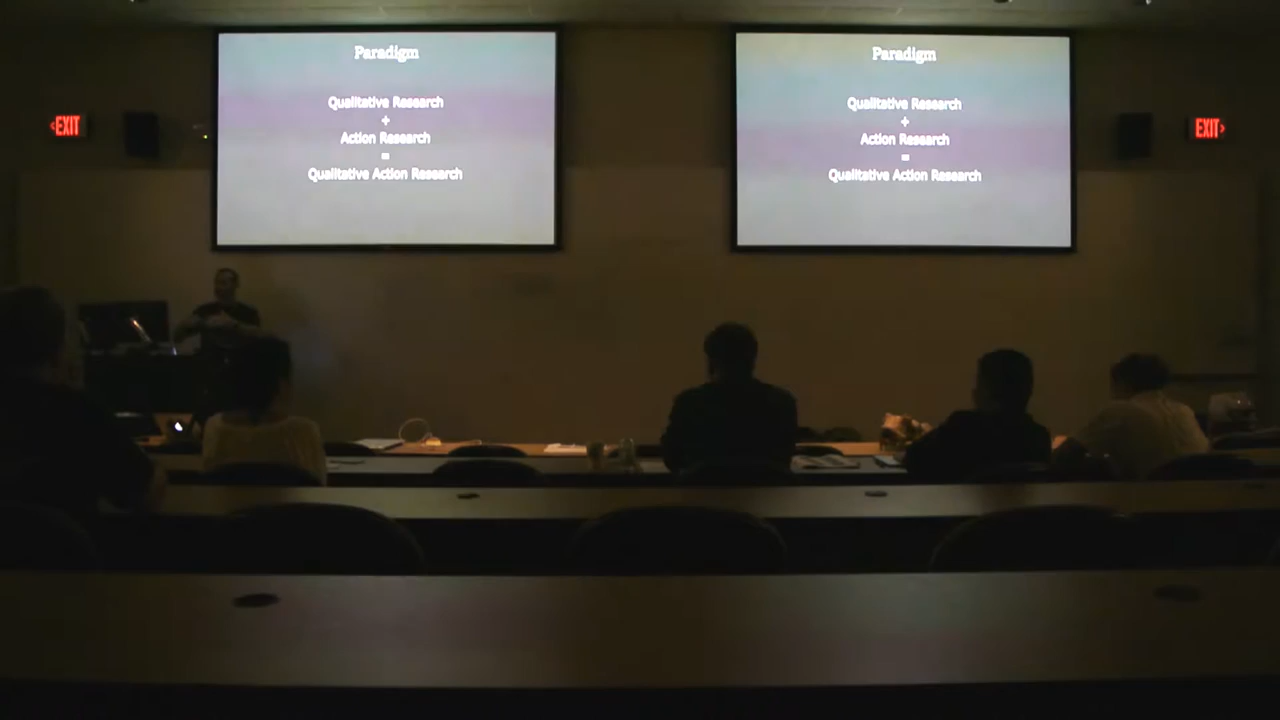 Paradigm
Qualitative Research
+
Action Research
=
Qualitative Action Research
Paradigm
Qualitative Research
+
Action Research
=
Qualitative Action Research
<EXIT
EXIT>